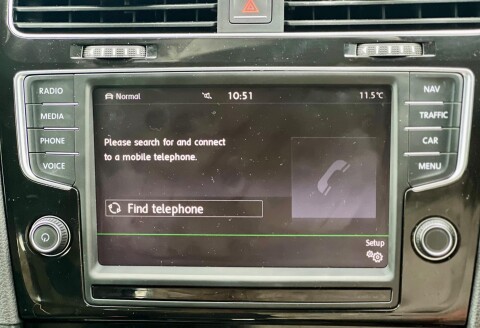 RADIO
MEDIA
PHONE
VOICE
Normal 10:51 11.5°C
Please search for and connect
to a mobile telephone.
Find telephone
Setup
NAV
TRAFFIC
CAR
MENU